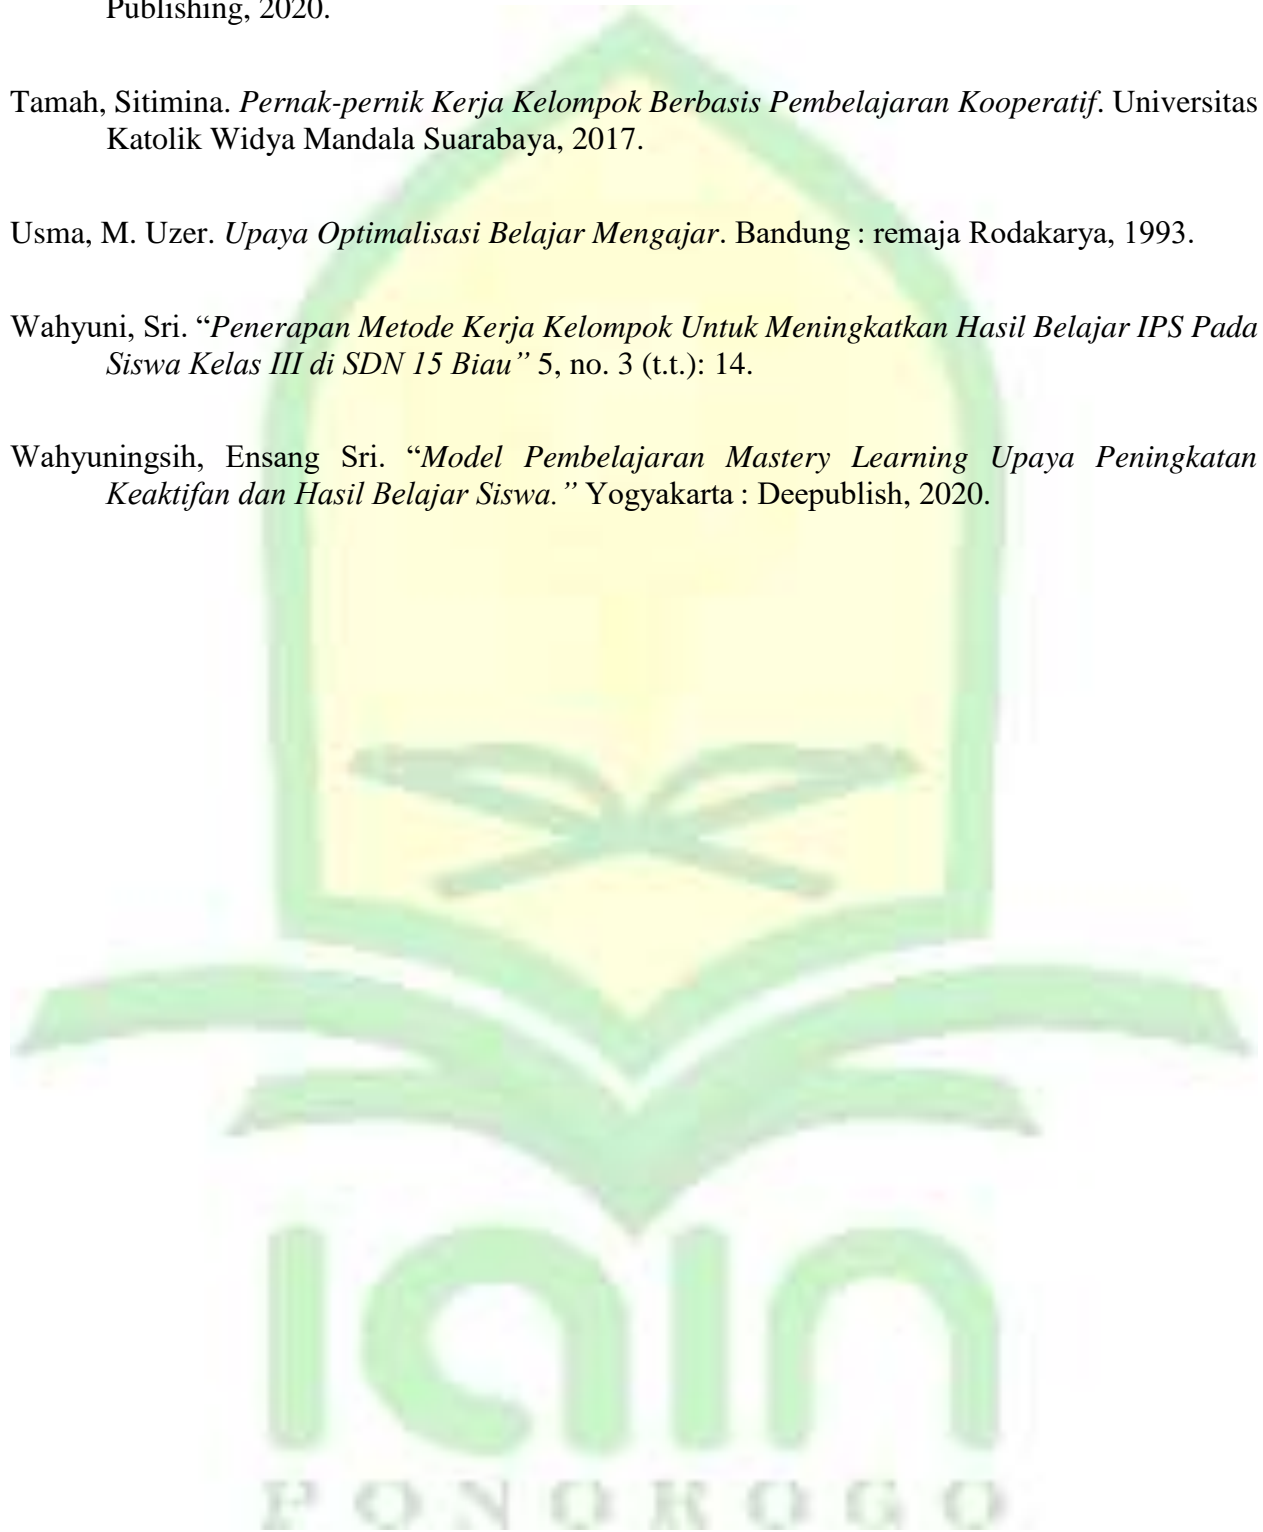 Publishing, 2020.
Tamah, Sitimina. Pernak-pernik Kerja Kelompok Berbasis Pembelajaran Kooperatif. Universitas
Katolik Widya Mandala Suarabaya, 2017.
Usma, M. Uzer. Upaya Optimalisasi Belajar Mengajar. Bandung : remaja Rodakarya, 1993.
Wahyuni, Sri. “Penerapan Metode Kerja Kelompok Untuk Meningkatkan Hasil Belajar IPS Pada
Siswa Kelas III di SDN 15 Biau” 5, no. 3 (t.t.): 14.
Wahyuningsih, Ensang Sri. “Model Pembelajaran Mastery Learning Upaya Peningkatan
Keaktifan dan Hasil Belajar Siswa.” Yogyakarta : Deepublish, 2020.
iain
PONOROGO